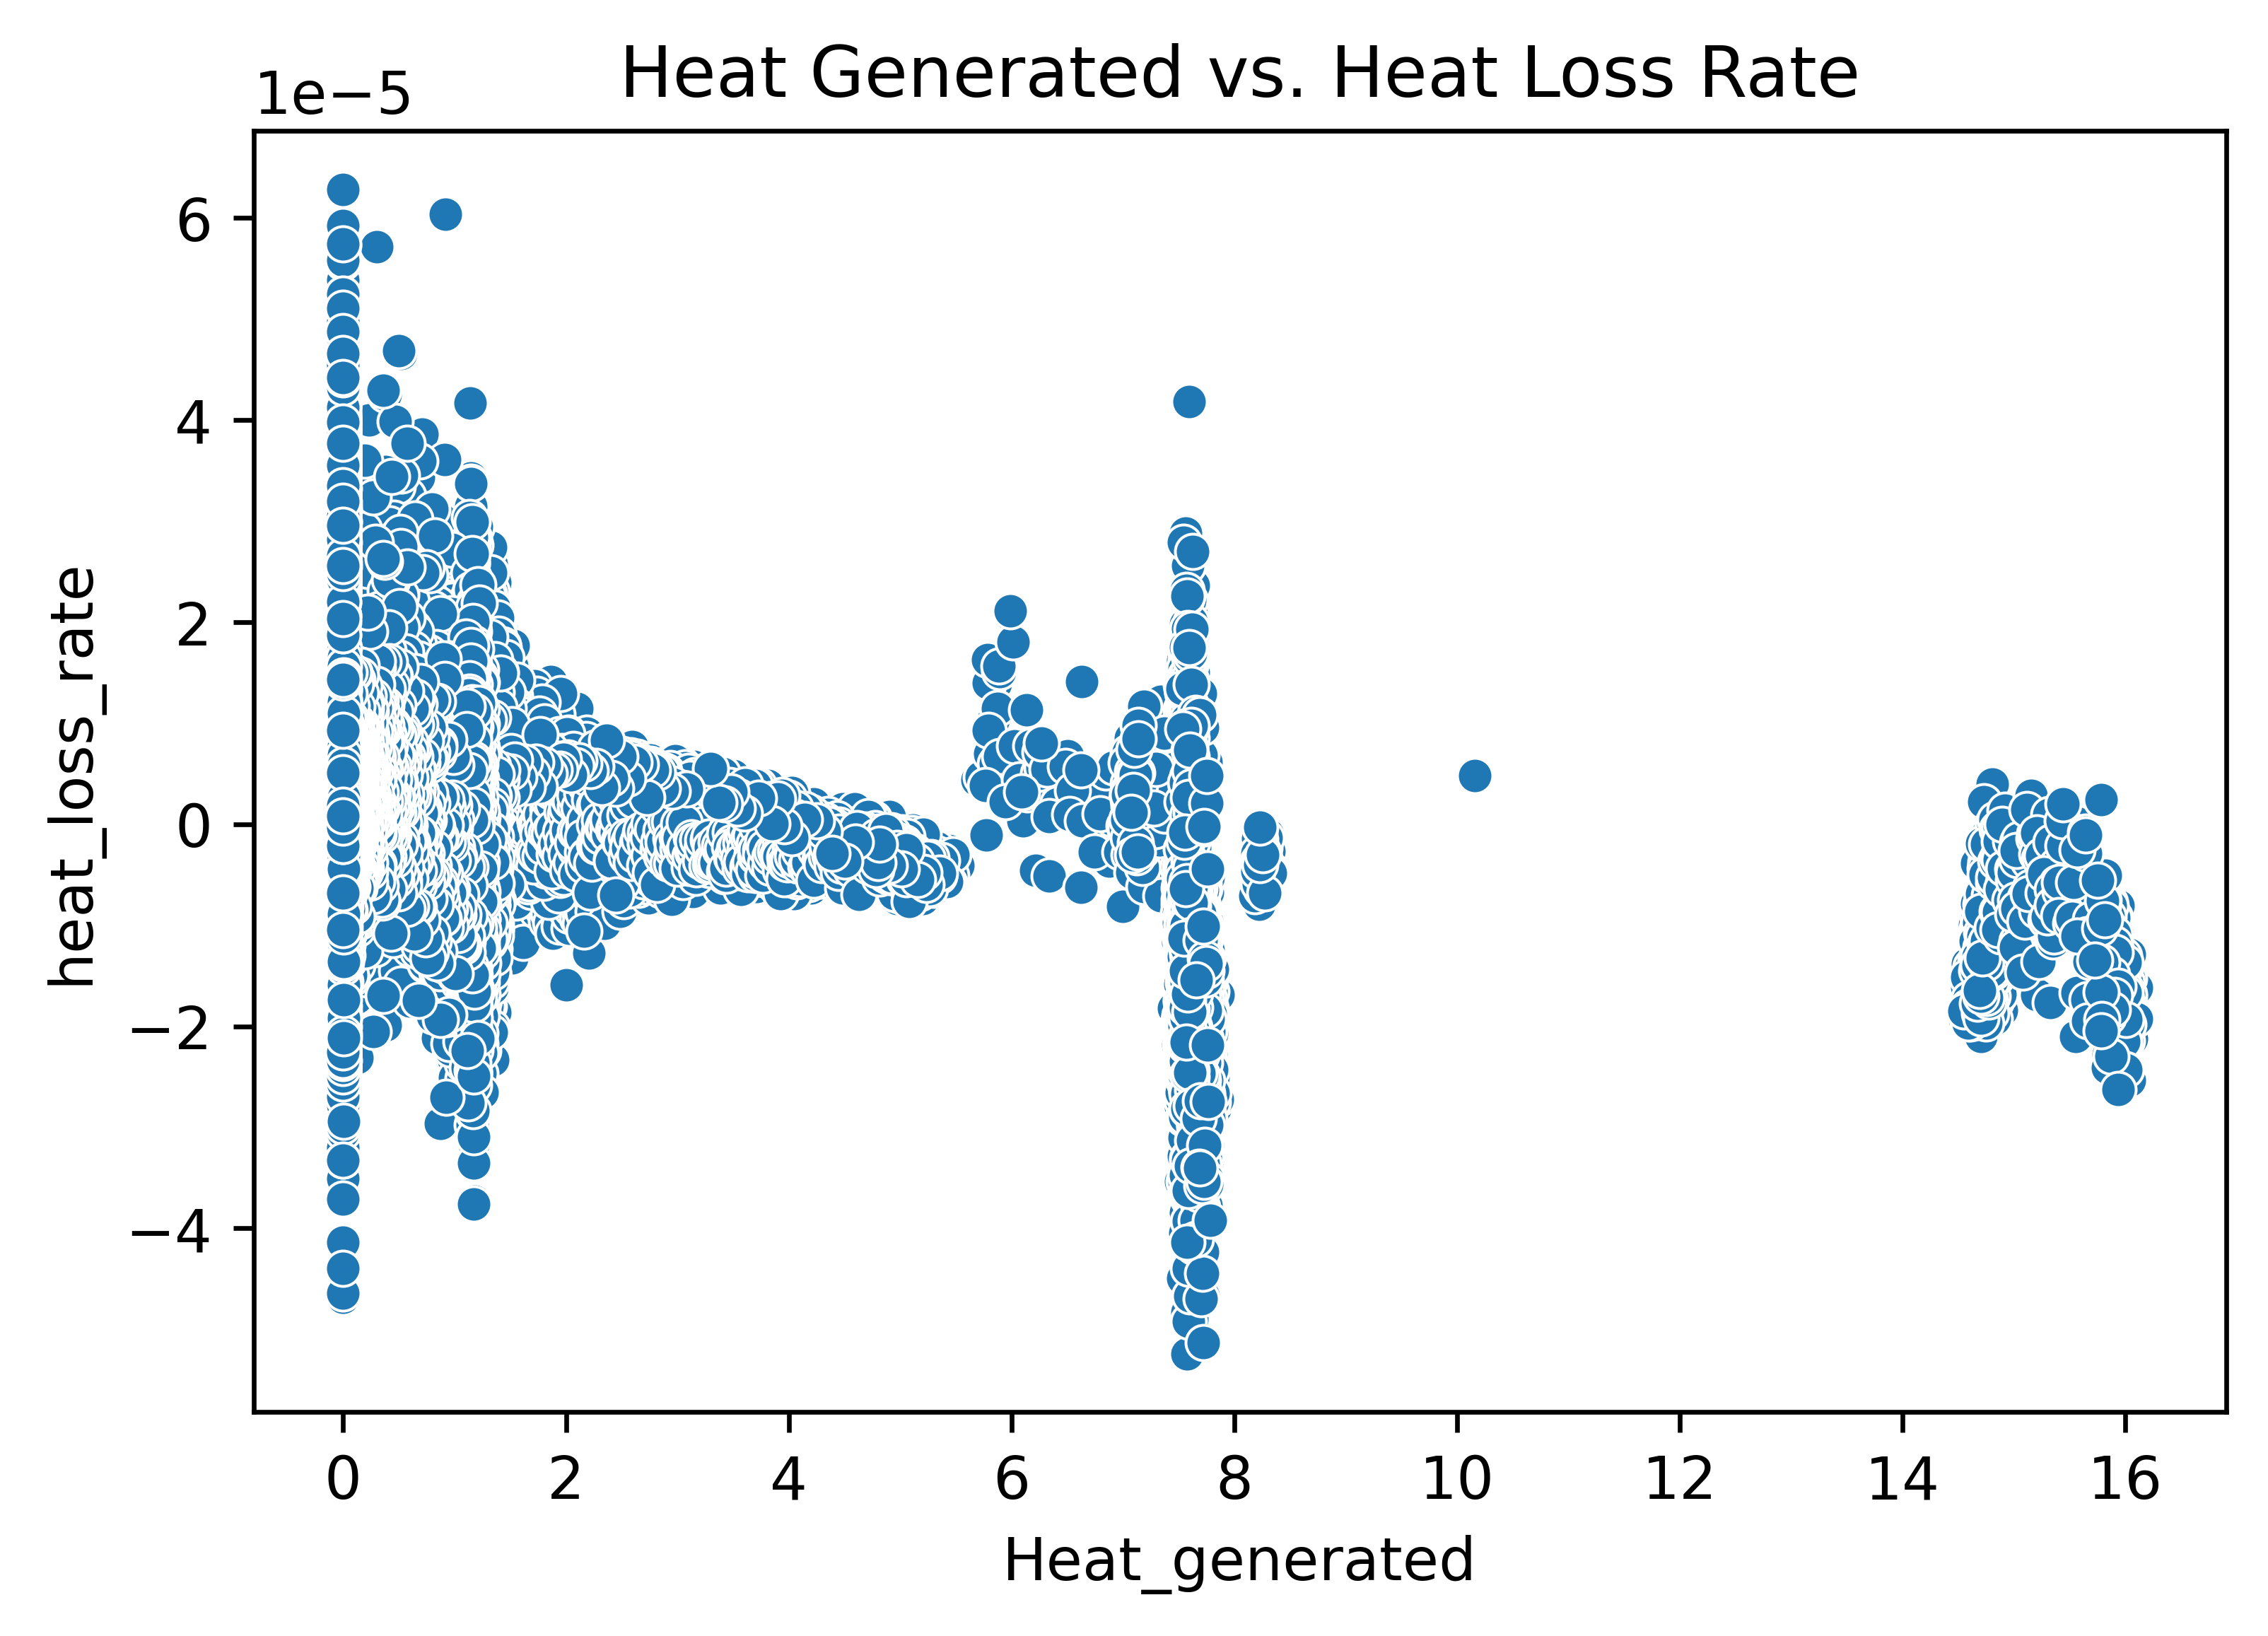 Heat Generated vs. Heat Loss Rate
1e−5
6
4
2
0
−2
−4
heat_loss_rate
0 2 4 6 8 10 12 14 16
Heat_generated